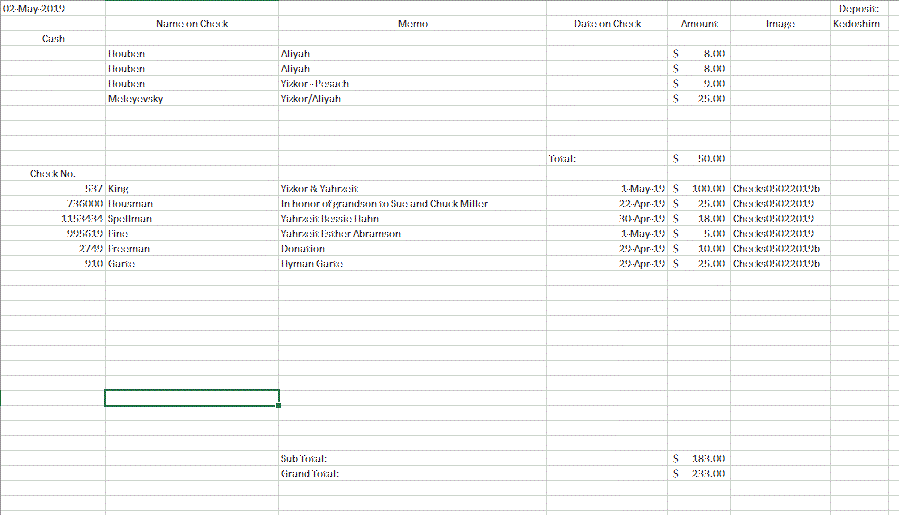 02-May-2019 Deposit:
Name on Check Memo Date on Check Amount Image Kedoshim
Cash
Houben Aliyah $ 8.00
Houben Aliyah $ 8.00
Houben Yizkor - Pesach $ 9.00
Meleyevsky Yizkor/Aliyah $ 25.00
Total: $ 50.00
Check No.
537 King Yizkor & Yahrzeit 1-May-19 $ 100.00 Checks05022019b
736000 Housman In honor of grandson to Sue and Chuck Miller 22-Apr-19 $ 25.00 Checks05022019
1153434 Spellman Yahrzeit Bessie Hahn 30-Apr-19 $ 18.00 Checks05022019
995619 Fine Yahrzeit Esther Abramson 1-May-19 $ 5.00 Checks05022019
2749 Freeman Donation 29-Apr-19 $ 10.00 Checks05022019b
910 Garte Hyman Garte 29-Apr-19 $ 25.00 Checks05022019b
Sub Total: $ 183.00
Grand Total: $ 233.00